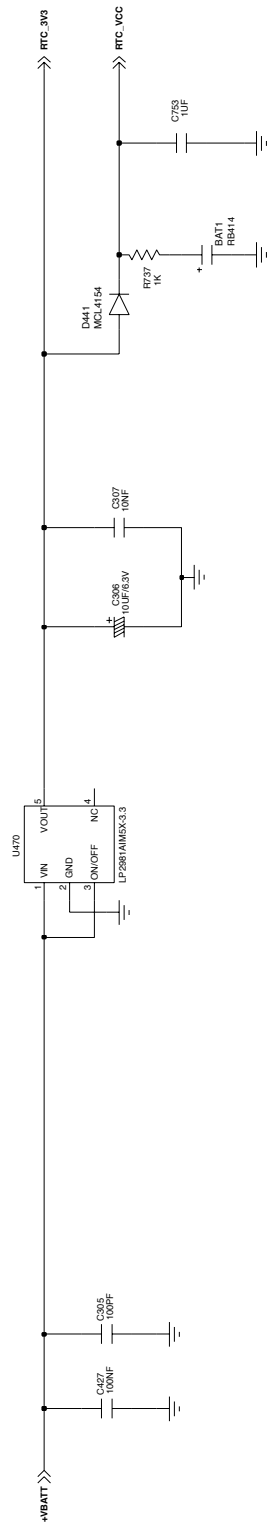 +VBATT
C427
100NF
C305
100PF
U470
1
VIN
VOUT
5
2
GND
3
ON/OFF
NC
4
LP2981AIM5X-3.3
C306
10UF/6.3V
+
C307
10NF
D441
MCL4154
R737
1K
+
BAT1
RB414
C753
1UF
RTC_3V3
RTC_VCC